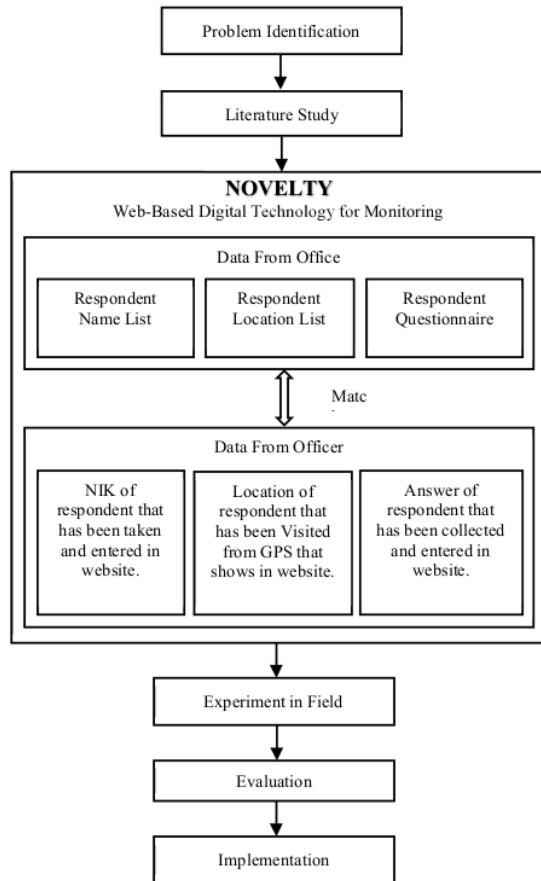 Problem Identification
Literature Study
NOVELTY
Web-Based Digital Technology for Monitoring
Data From Office
Respondent
Name List
Respondent
Location List
Respondent
Questionnaire
Matc
Data From Officer
NIK of
respondent that
has been taken
and entered in
website.
Location of
respondent that
has been Visited
from GPS that
shows in website.
Answer of
respondent that
has been collected
and entered in
website.
Experiment in Field
Evaluation
Implementation